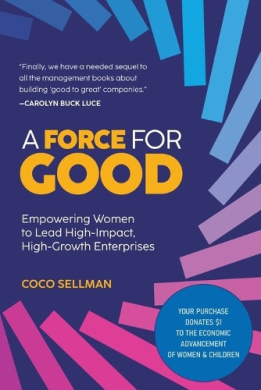 "Finally, we have a needed sequel to
all the management books about
building 'good to great' companies."
—CAROLYN BUCK LUCE
A FORCE FOR
GOOD
Empowering Women
to Lead High-Impact,
High-Growth Enterprises
COCO SELLMAN
YOUR PURCHASE
DONATES $1
TO THE ECONOMIC
ADVANCEMENT
OF WOMEN & CHILDREN